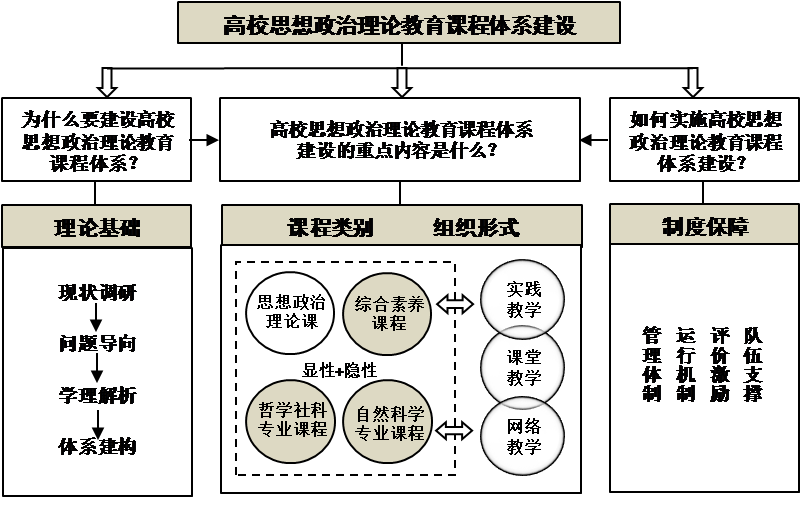 高校思想政治理论教育课程体系建设
为什么要建设高校
思想政治理论教育
课程体系？
高校思想政治理论教育课程体系
建设的重点内容是什么？
如何实施高校思想
政治理论教育课程
体系建设？
理论基础
现状调研
问题导向
学理解析
体系建构
课程类别 组织形式
思想政治
理论课
综合素养
课程
显性+隐性
哲学社科
专业课程
自然科学
专业课程
实践
教学
课堂
教学
网络
教学
制度保障
管理体制
运行机制
评价激励
队伍支撑